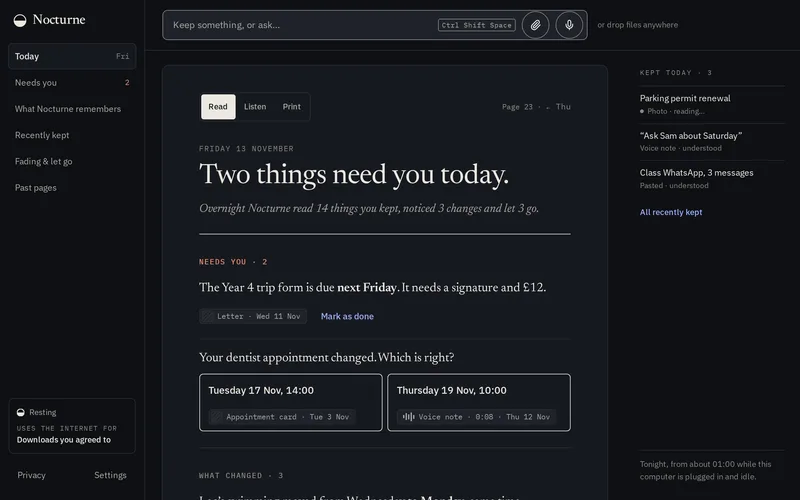 Nocturne
Today Fri
Needs you 2
What Nocturne remembers
Recently kept
Fading & let go
Past pages
Resting
USES THE INTERNET FOR
Downloads you agreed to
Privacy Settings
Keep something, or ask… Ctrl Shift Space
or drop files anywhere
Read Listen Print
Page 23 · ← Thu
FRIDAY 13 NOVEMBER
Two things need you today.
Overnight Nocturne read 14 things you kept, noticed 3 changes and let 3 go.
NEEDS YOU · 2
The Year 4 trip form is due next Friday. It needs a signature and £12.
Letter · Wed 11 Nov Mark as done
Your dentist appointment changed. Which is right?
Tuesday 17 Nov, 14:00
Appointment card · Tue 3 Nov
Thursday 19 Nov, 10:00
Voice note · 0:08 · Thu 12 Nov
WHAT CHANGED · 3
KEPT TODAY · 3
Parking permit renewal
Photo · reading…
“Ask Sam about Saturday”
Voice note · understood
Class WhatsApp, 3 messages
Pasted · understood
All recently kept
Tonight, from about 01:00 while this
computer is plugged in and idle.